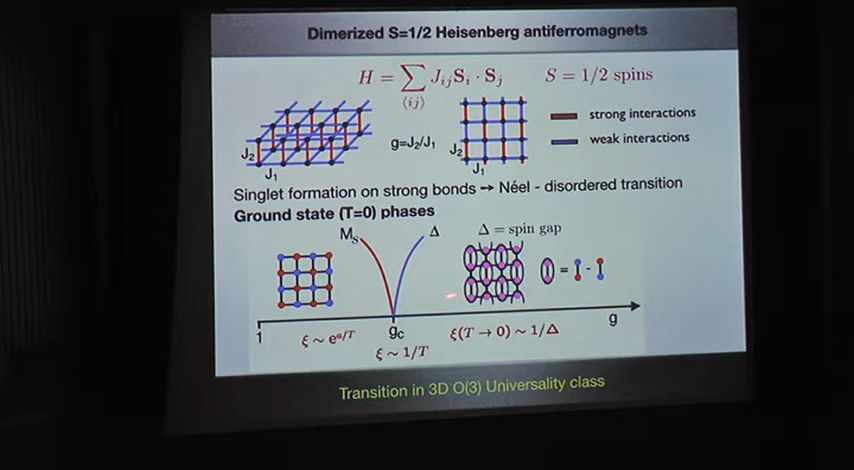 Dimerized S=1/2 Heisenberg antiferromagnets
H = ∑⟨ij⟩ J_ij S_i · S_j   S = 1/2 spins
strong interactions
J₂ g=J₂/J₁ J₂ weak interactions
J₁ J₁
Singlet formation on strong bonds → Néel - disordered transition
Ground state (T=0) phases
Mₛ Δ Δ = spin gap
= -
1 ξ ~ e^{a/T} g_c ξ(T → 0) ~ 1/Δ g
ξ ~ 1/T
Transition in 3D O(3) Universality class